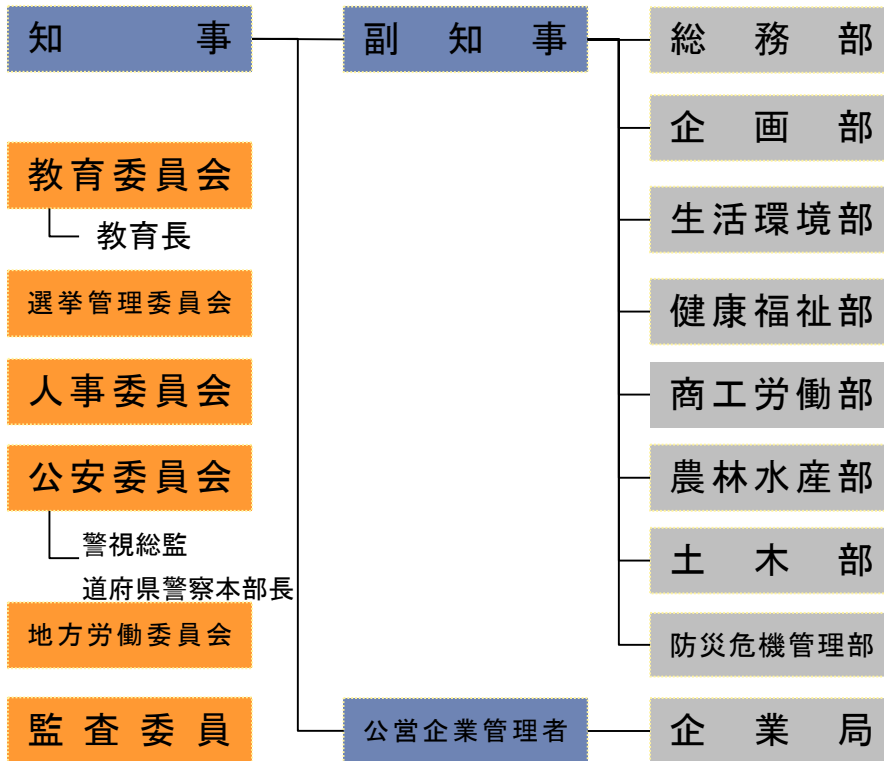 知事
副知事
総務部
企画部
教育委員会
教育長
生活環境部
選挙管理委員会
健康福祉部
人事委員会
商工労働部
公安委員会
農林水産部
警視総監
道府県警察本部長
土木部
地方労働委員会
防災危機管理部
監査委員
公営企業管理者
企業局